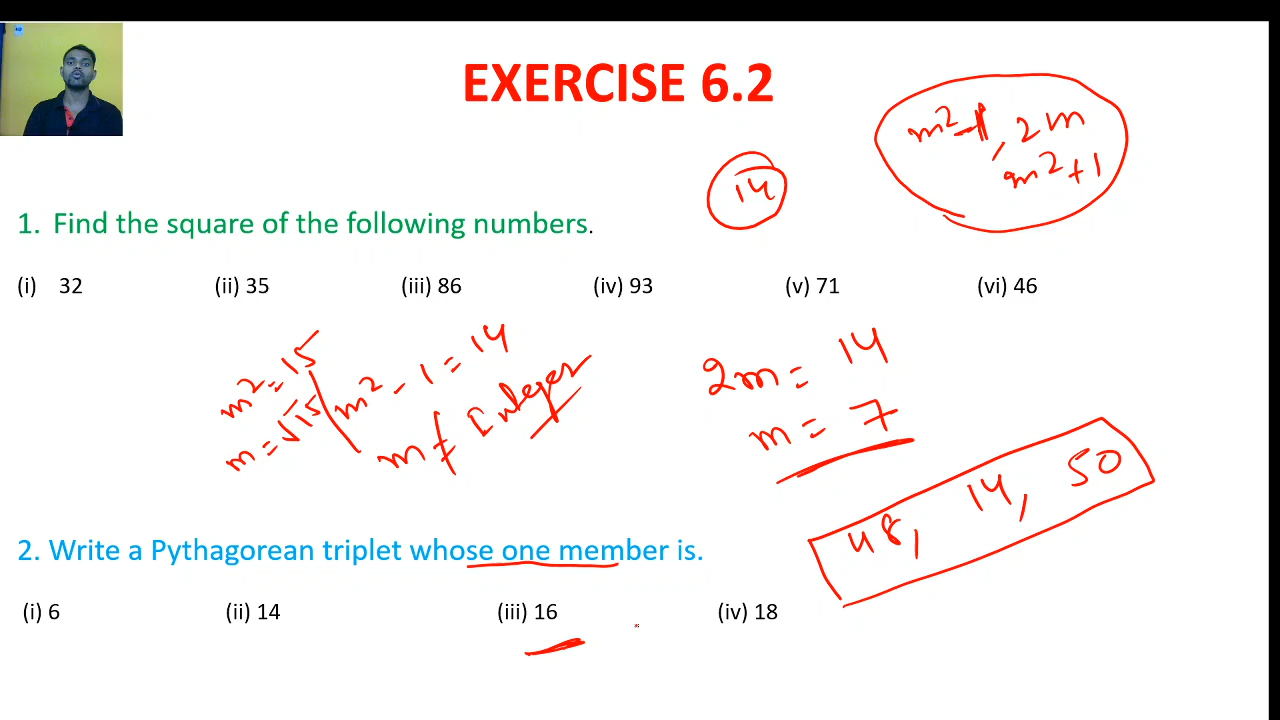 EXERCISE 6.2
m²-1, 2m
m²+1
14
1. Find the square of the following numbers.
(i) 32 (ii) 35 (iii) 86 (iv) 93 (v) 71 (vi) 46
m²=15 m²-1=14 2m=14
m=√15 m≠Integer m=7
48, 14, 50
2. Write a Pythagorean triplet whose one member is.
(i) 6 (ii) 14 (iii) 16 (iv) 18